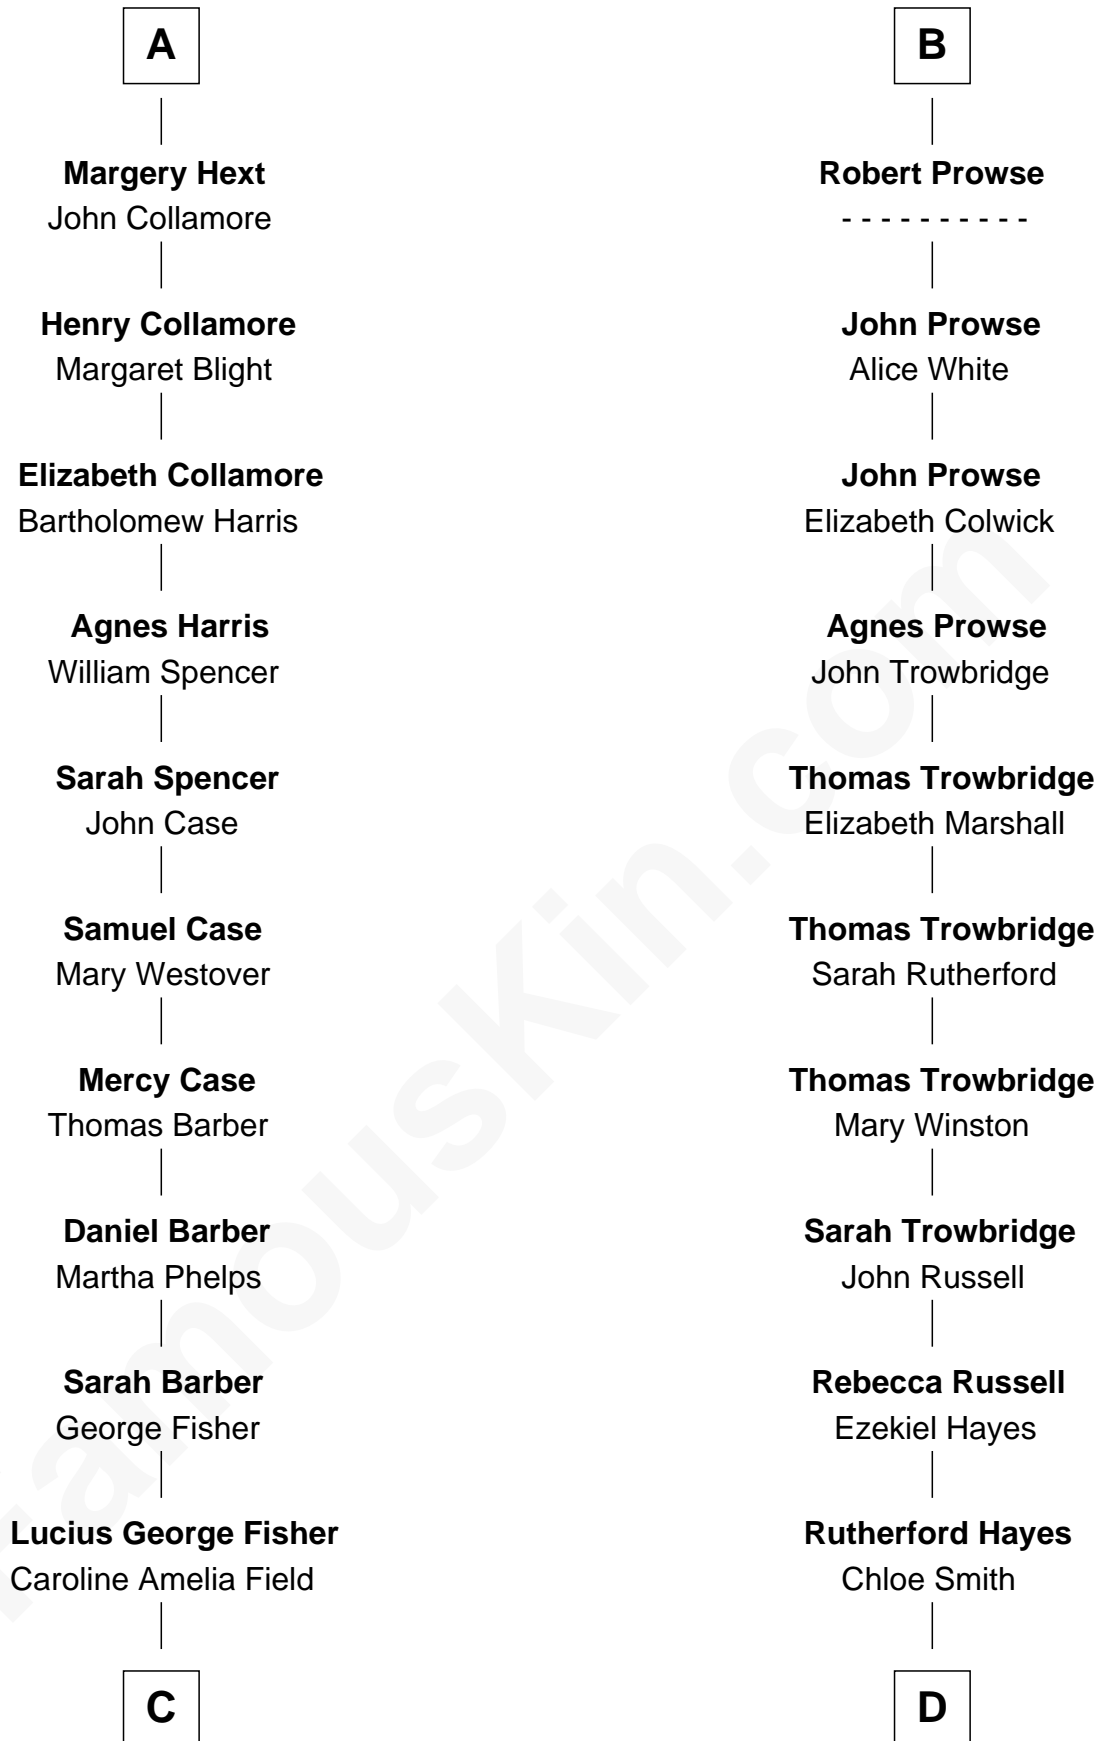 A
Margery Hext
John Collamore
Henry Collamore
Margaret Blight
Elizabeth Collamore
Bartholomew Harris
Agnes Harris
William Spencer
Sarah Spencer
John Case
Samuel Case
Mary Westover
Mercy Case
Thomas Barber
Daniel Barber
Martha Phelps
Sarah Barber
George Fisher
Lucius George Fisher
Caroline Amelia Field
C
B
Robert Prowse
- - - - - - - - - -
John Prowse
Alice White
John Prowse
Elizabeth Colwick
Agnes Prowse
John Trowbridge
Thomas Trowbridge
Elizabeth Marshall
Thomas Trowbridge
Sarah Rutherford
Thomas Trowbridge
Mary Winston
Sarah Trowbridge
John Russell
Rebecca Russell
Ezekiel Hayes
Rutherford Hayes
Chloe Smith
D
FamousKin.com